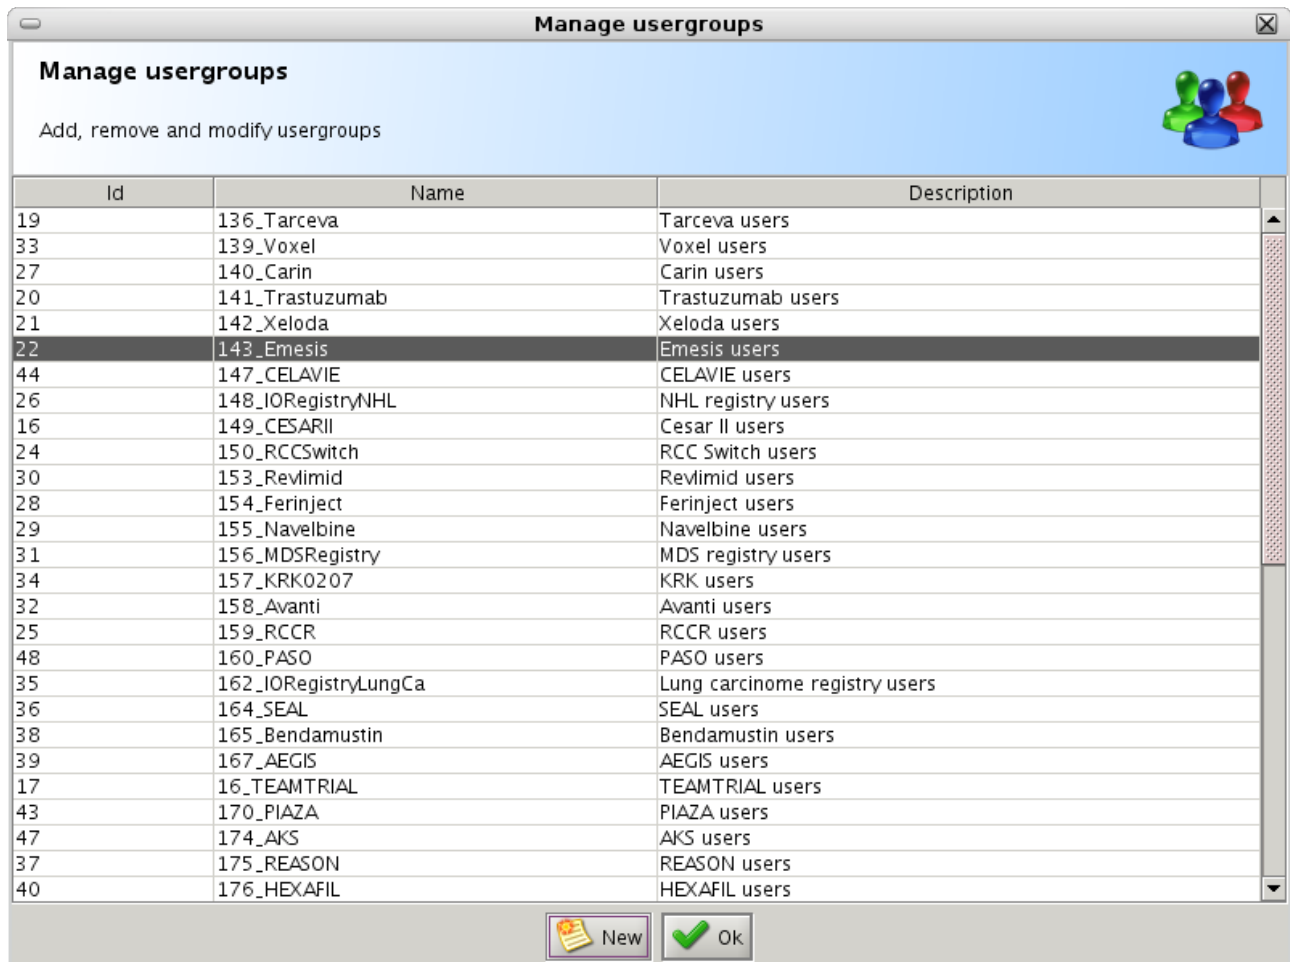 Manage usergroups
Manage usergroups
Add, remove and modify usergroups
Id Name Description
19 136_Tarceva Tarceva users
33 139_Voxel Voxel users
27 140_Carin Carin users
20 141_Trastuzumab Trastuzumab users
21 142_Xeloda Xeloda users
22 143_Emesis Emesis users
44 147_CELAVIE CELAVIE users
26 148_IORegistryNHL NHL registry users
16 149_CESARII Cesar II users
24 150_RCCSwitch RCC Switch users
30 153_Revlimid Revlimid users
28 154_Ferinject Ferinject users
29 155_Navelbine Navelbine users
31 156_MDSRegistry MDS registry users
34 157_KRK0207 KRK users
32 158_Avanti Avanti users
25 159_RCCR RCCR users
48 160_PASO PASO users
35 162_IORegistryLungCa Lung carcinome registry users
36 164_SEAL SEAL users
38 165_Bendamustin Bendamustin users
39 167_AEGIS AEGIS users
17 16_TEAMTRIAL TEAMTRIAL users
43 170_PIAZA PIAZA users
47 174_AKS AKS users
37 175_REASON REASON users
40 176_HEXAFIL HEXAFIL users
New Ok